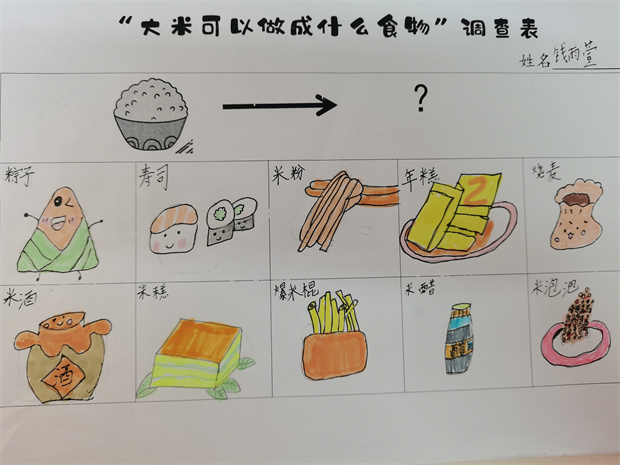 “大米可以做成什么食物”调查表
姓名 钱雨萱
?
粽子 寿司 米粉 年糕 烧麦
米酒 米糕 爆米棍 米醋 米泡泡
酒